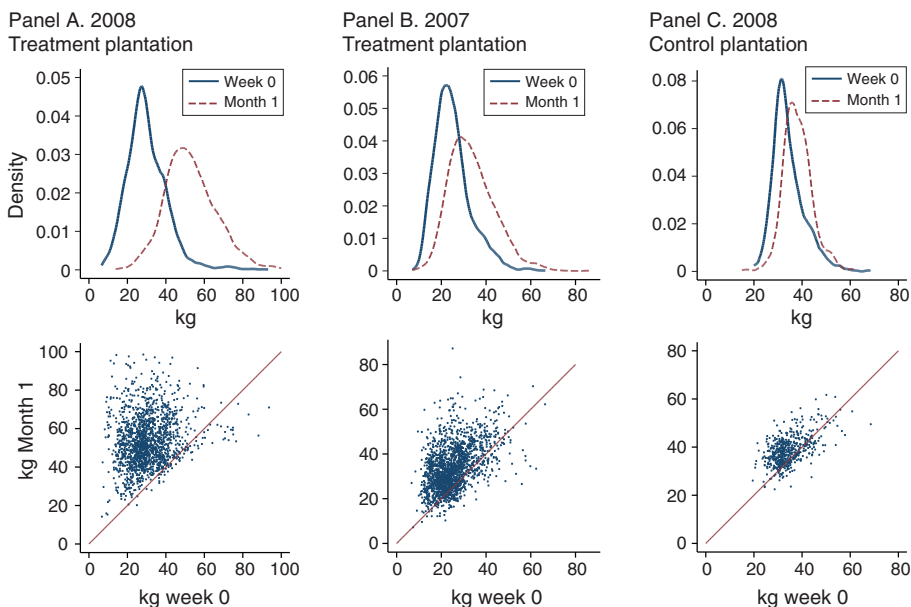 Panel A. 2008
Treatment plantation
Panel B. 2007
Treatment plantation
Panel C. 2008
Control plantation
Density
0.05
0.04
0.03
0.02
0.01
0
Week 0
Month 1
0 20 40 60 80 100
kg
0.06
0.05
0.04
0.03
0.02
0.01
0
Week 0
Month 1
0 20 40 60 80
kg
0.08
0.06
0.04
0.02
0
Week 0
Month 1
0 20 40 60 80
kg
kg Month 1
100
80
60
40
20
0
0 20 40 60 80 100
kg week 0
80
60
40
20
0
0 20 40 60 80
kg week 0
80
60
40
20
0
0 20 40 60 80
kg week 0